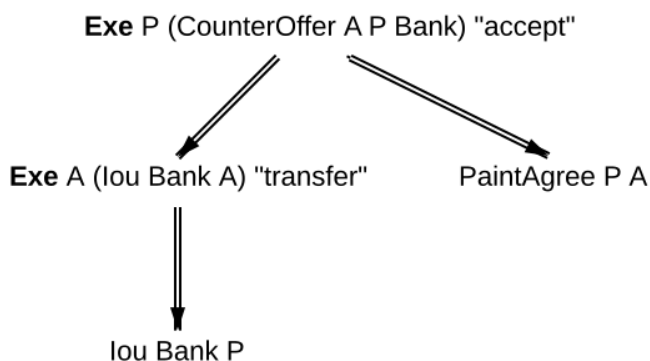 Exe P (CounterOffer A P Bank) "accept"
Exe A (Iou Bank A) "transfer"
PaintAgree P A
Iou Bank P